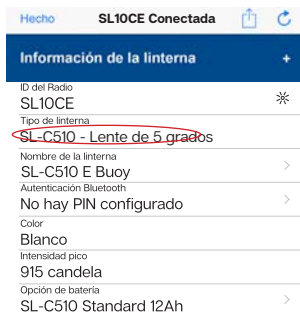 Hecho
SL10CE Conectada
Información de la linterna
+
ID del Radio
SL10CE
Tipo de linterna
SL-C510 - Lente de 5 grados
Nombre de la linterna
SL-C510 E Buoy
Autenticación Bluetooth
No hay PIN configurado
Color
Blanco
Intensidad pico
915 candela
Opción de batería
SL-C510 Standard 12Ah